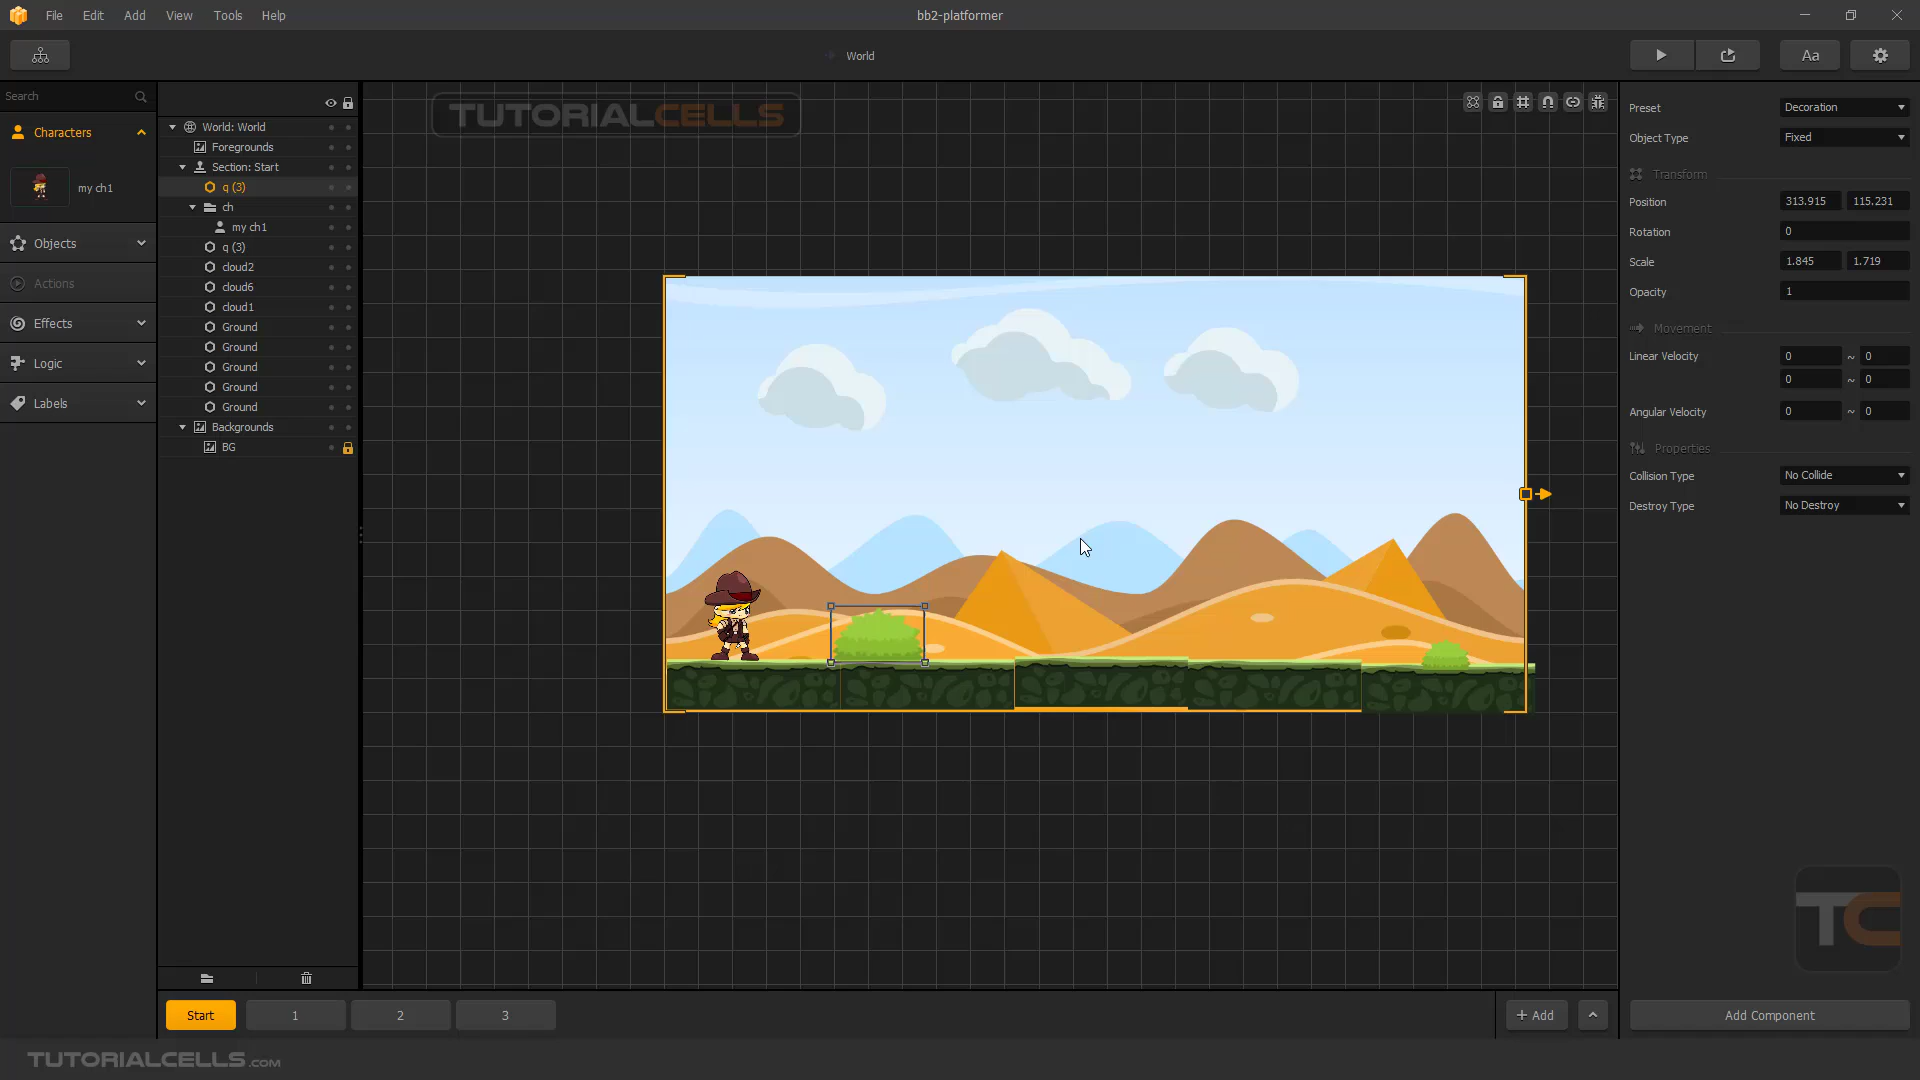 File Edit Add View Tools Help
bb2-platformer
World
Aa
Search
Characters
my ch1
Objects
Actions
Effects
Logic
Labels
World: World
Foregrounds
Section: Start
q (3)
ch
my ch1
q (3)
cloud2
cloud6
cloud1
Ground
Ground
Ground
Ground
Ground
Backgrounds
BG
TUTORIALCELLS
Preset Decoration
Object Type Fixed
Transform
Position 313.915 115.231
Rotation 0
Scale 1.845 1.719
Opacity 1
Movement
Linear Velocity 0 ~ 0
0 ~ 0
Angular Velocity 0 ~ 0
Properties
Collision Type No Collide
Destroy Type No Destroy
TC
Start 1 2 3
+ Add
Add Component
TUTORIALCELLS.COM